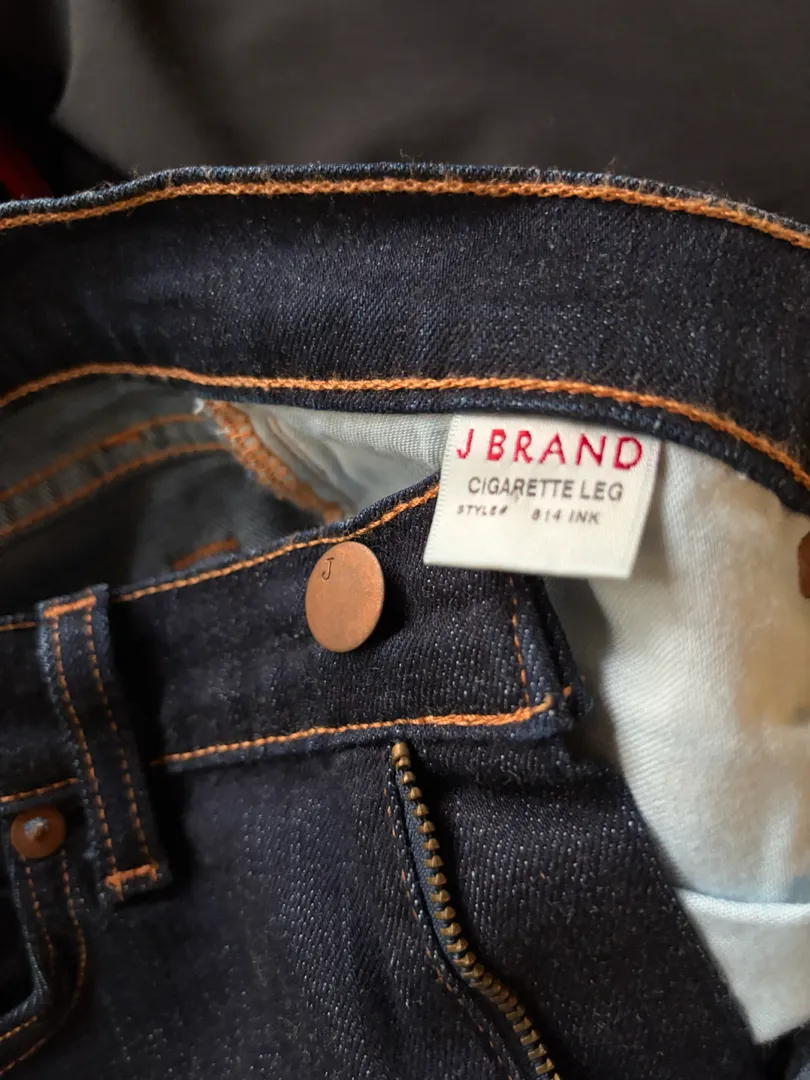 J BRAND
CIGARETTE LEG
STYLE# 814 INK
J